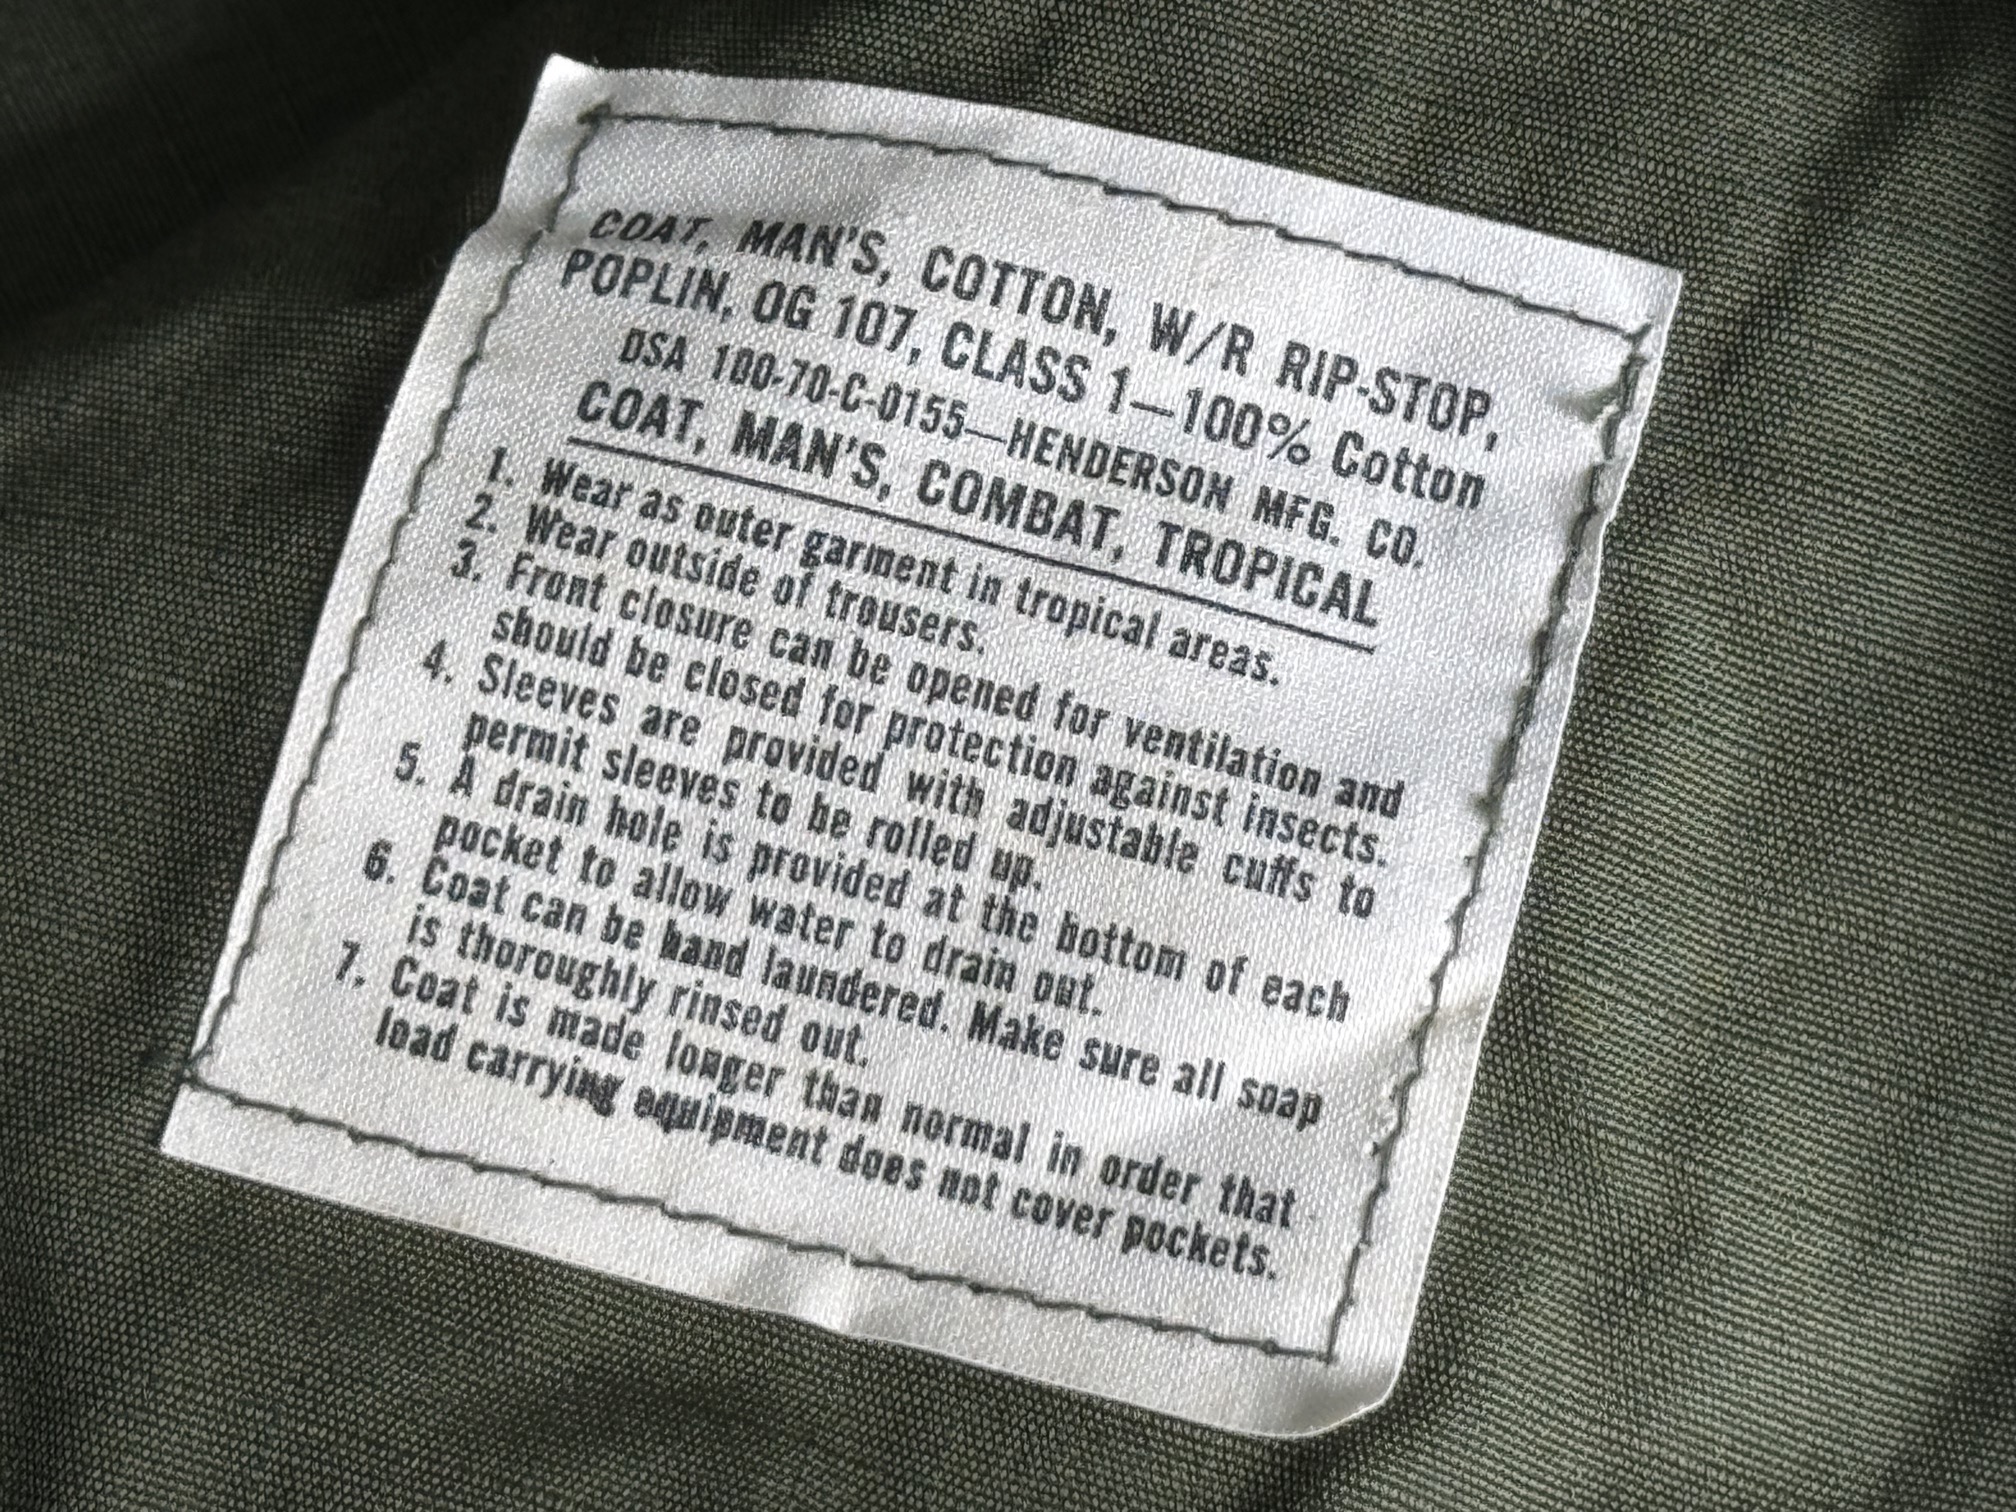 COAT, MAN'S, COTTON, W/R RIP-STOP,
POPLIN, OG 107, CLASS 1—100% Cotton
DSA 100-70-C-0155—HENDERSON MFG. CO.
COAT, MAN'S, COMBAT, TROPICAL
1. Wear as outer garment in tropical areas.
2. Wear outside of trousers.
3. Front closure can be opened for ventilation and
should be closed for protection against insects.
4. Sleeves are provided with adjustable cuffs to
permit sleeves to be rolled up.
5. A drain hole is provided at the bottom of each
pocket to allow water to drain out.
6. Coat can be hand laundered. Make sure all soap
is thoroughly rinsed out.
7. Coat is made longer than normal in order that
load carrying equipment does not cover pockets.